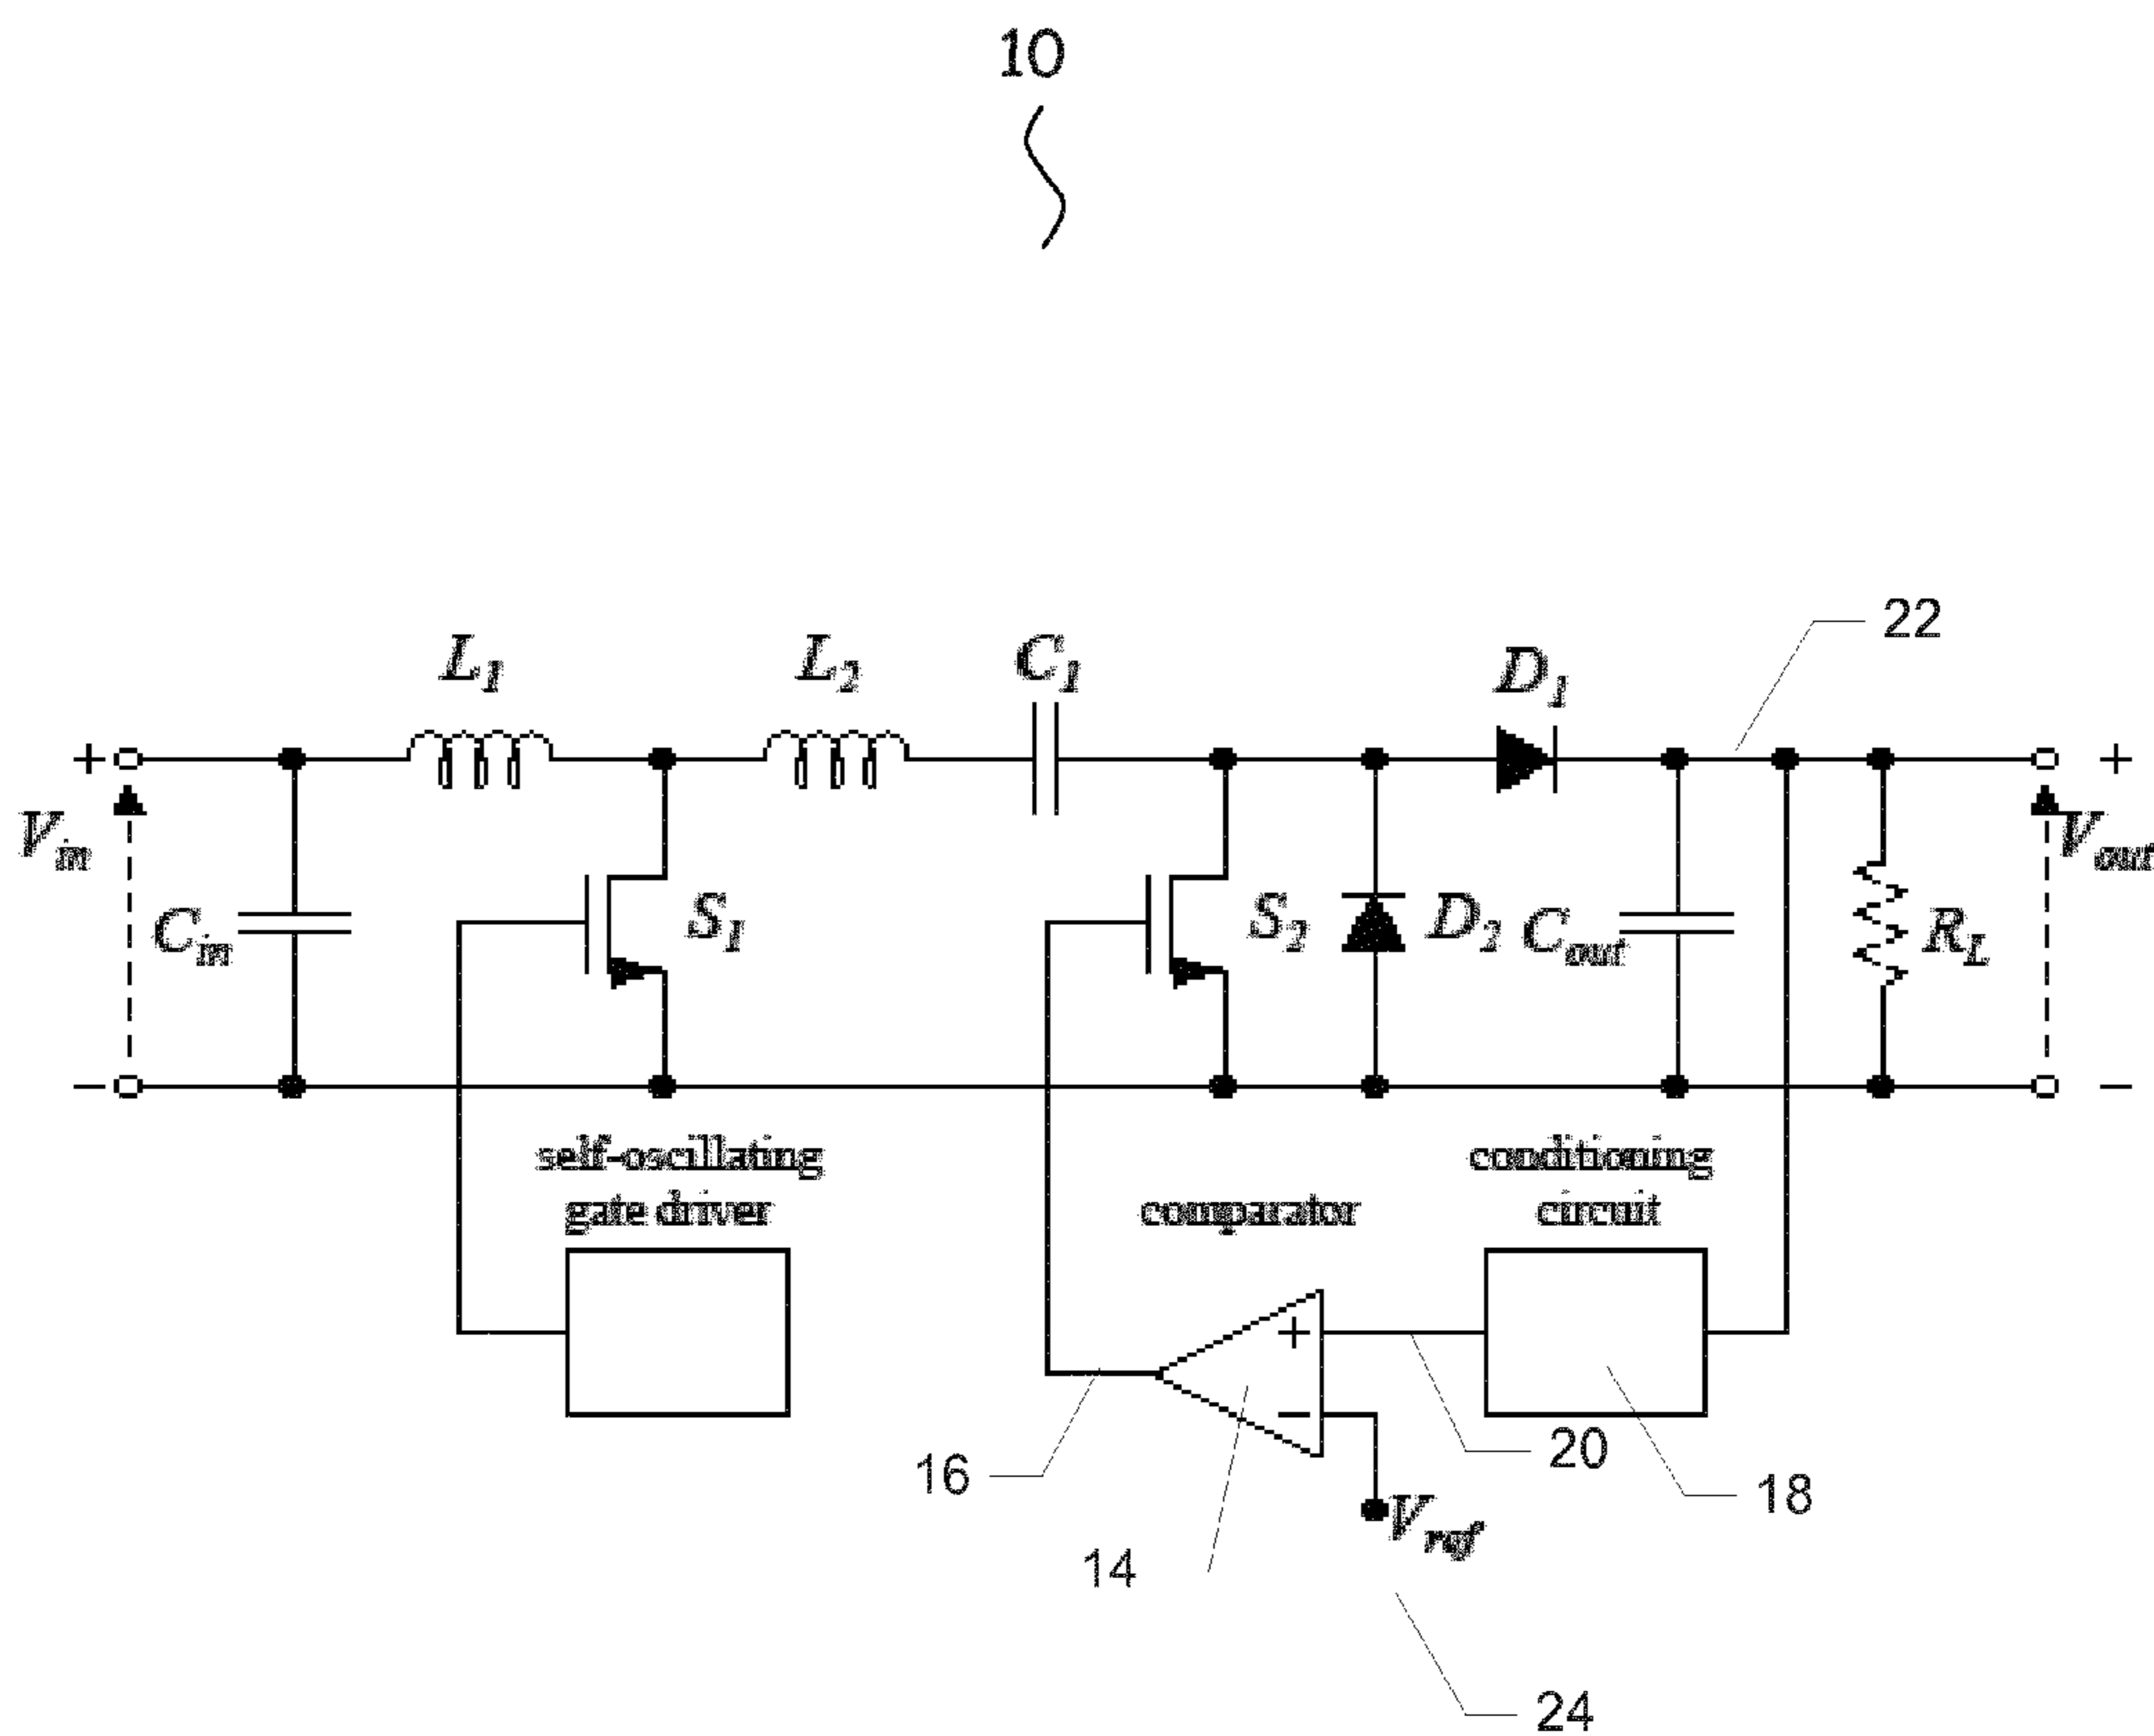 10
22
L1 L2 C1 D1
+ +
Vin Vout
Cin S1 S2 D2 Cout RL
− −
self-oscillating
gate driver
comparator
conditioning
circuit
+
−
16 20 18
Vref
14
24